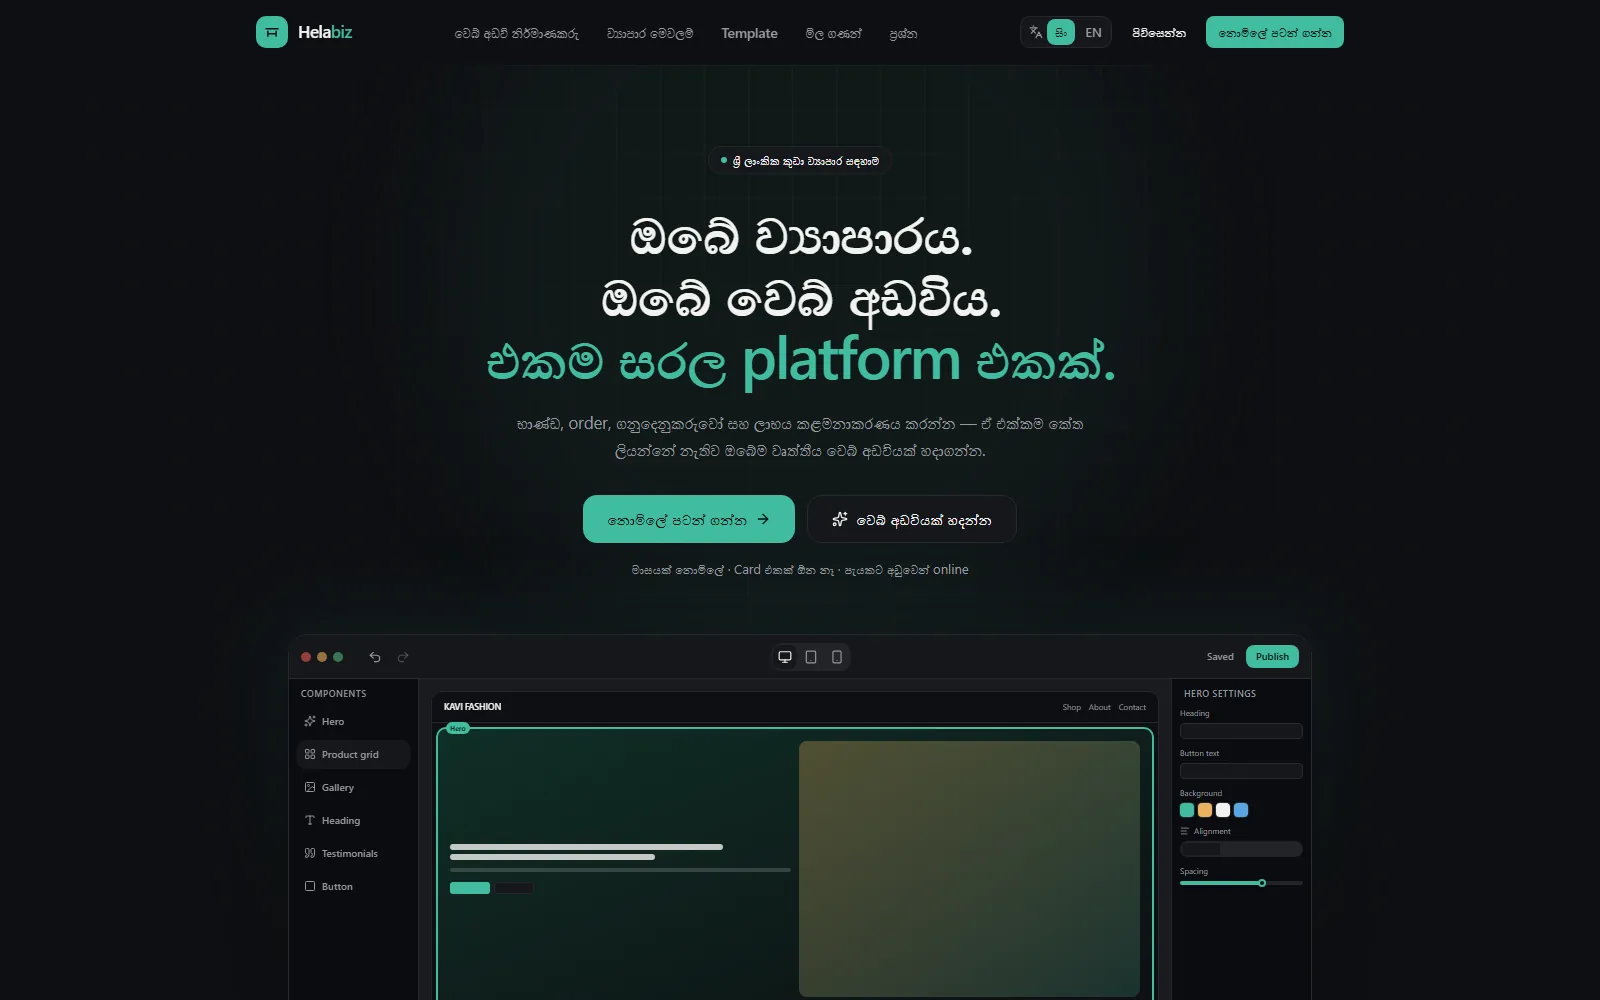 Helabiz
වෙබ් අඩවි නිර්මාණකරු
ව්‍යාපාර මෙවලම්
Template
මිල ගණන්
ප්‍රශ්න
සිං
EN
පිවිසෙන්න
නොමිලේ පටන් ගන්න
ශ්‍රී ලාංකික කුඩා ව්‍යාපාර සඳහාම
ඔබේ ව්‍යාපාරය.
ඔබේ වෙබ් අඩවිය.
එකම සරල platform එකක්.
භාණ්ඩ, order, ගනුදෙනුකරුවෝ සහ ලාභය කළමනාකරණය කරන්න — ඒ එක්කම කේත
ලියන්නේ නැතිව ඔබේම වෘත්තීය වෙබ් අඩවියක් හදාගන්න.
නොමිලේ පටන් ගන්න
වෙබ් අඩවියක් හදන්න
මාසයක් නොමිලේ · Card එකක් ඕන නෑ · පැයකට අඩුවෙන් online
Saved
Publish
COMPONENTS
Hero
Product grid
Gallery
Heading
Testimonials
Button
KAVI FASHION
Shop
About
Contact
Hero
HERO SETTINGS
Heading
Button text
Background
Alignment
Spacing